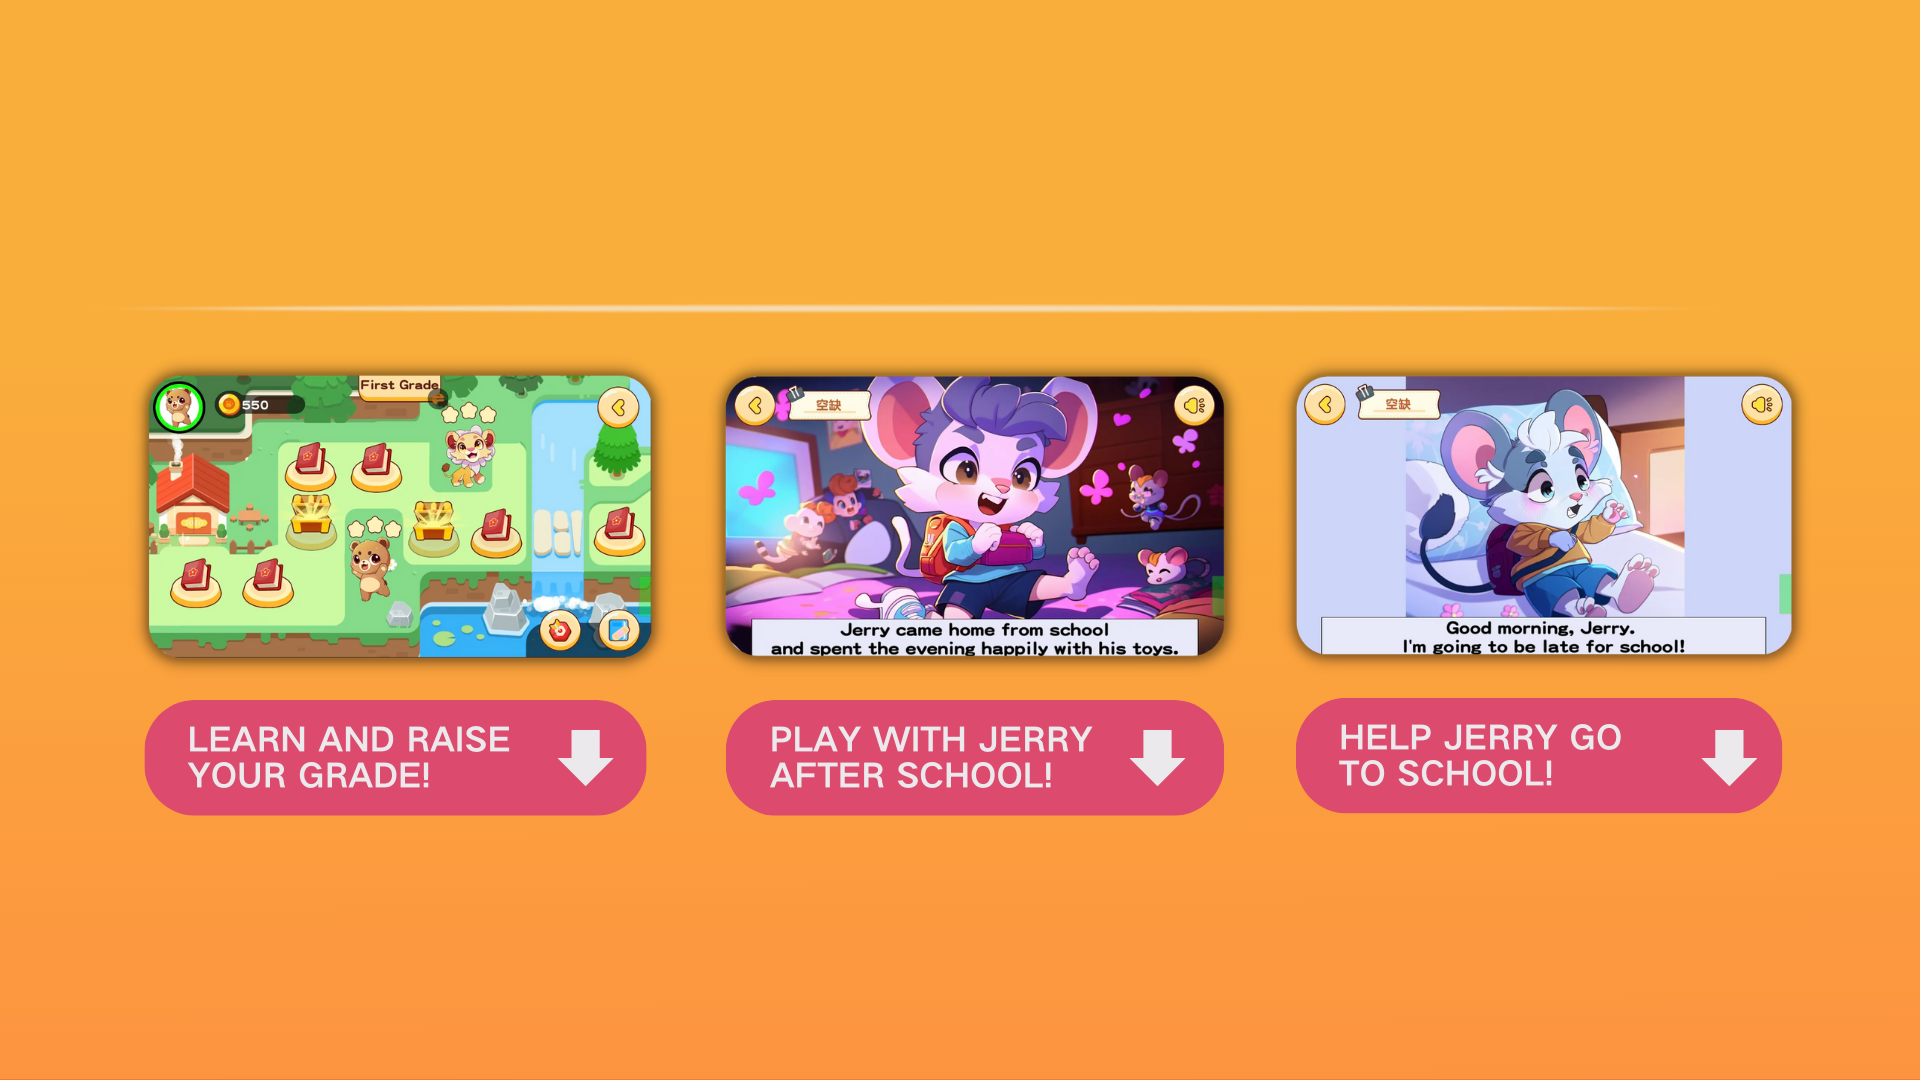 First Grade
550
空缺
Jerry came home from school
and spent the evening happily with his toys.
空缺
Good morning, Jerry.
I'm going to be late for school!
LEARN AND RAISE
YOUR GRADE!
PLAY WITH JERRY
AFTER SCHOOL!
HELP JERRY GO
TO SCHOOL!